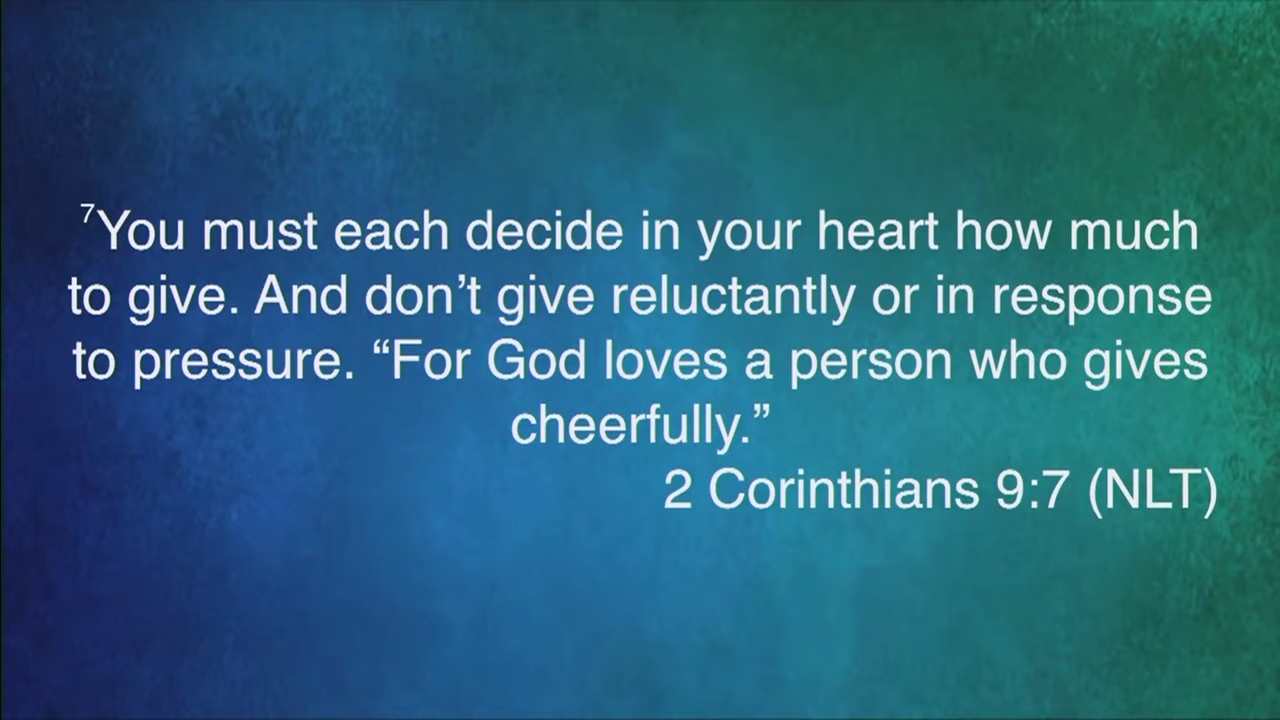 ⁷You must each decide in your heart how much
to give. And don’t give reluctantly or in response
to pressure. “For God loves a person who gives
cheerfully.”
2 Corinthians 9:7 (NLT)